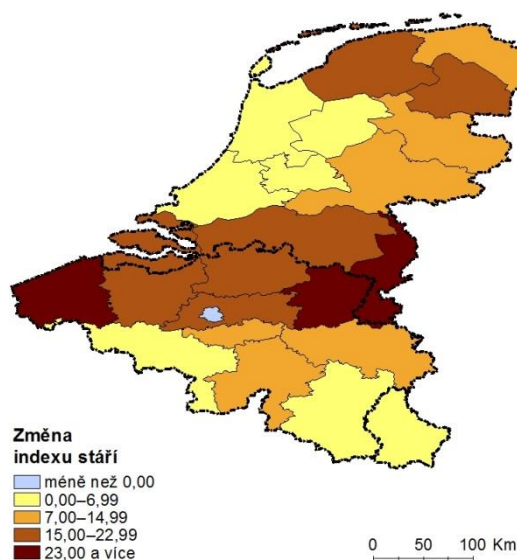 Změna
indexu stáří
méně než 0,00
0,00–6,99
7,00–14,99
15,00–22,99
23,00 a více
0 50 100 Km